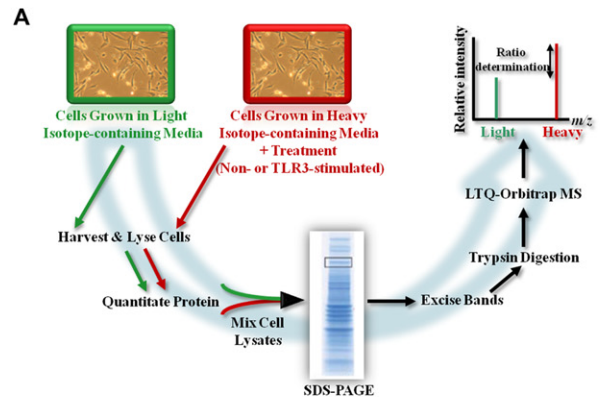 A
Cells Grown in Light
Isotope-containing Media
Cells Grown in Heavy
Isotope-containing Media
+ Treatment
(Non- or TLR3-stimulated)
Harvest & Lyse Cells
Quantitate Protein
Mix Cell
Lysates
SDS-PAGE
Excise Bands
Trypsin Digestion
LTQ-Orbitrap MS
Relative intensity
Ratio
determination
m z
Light
Heavy